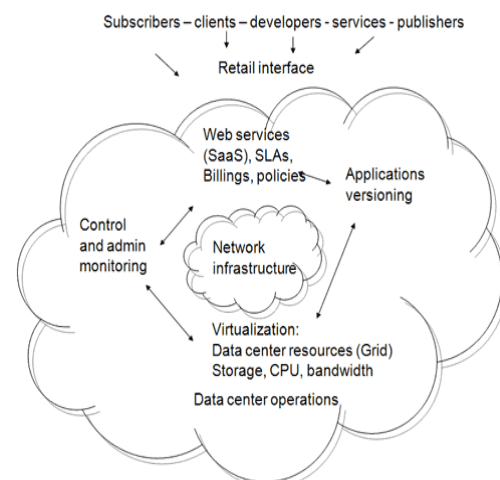 Subscribers – clients – developers - services - publishers
Retail interface
Web services
(SaaS), SLAs,
Billings, policies
Applications
versioning
Control
and admin
monitoring
Network
infrastructure
Virtualization:
Data center resources (Grid)
Storage, CPU, bandwidth
Data center operations